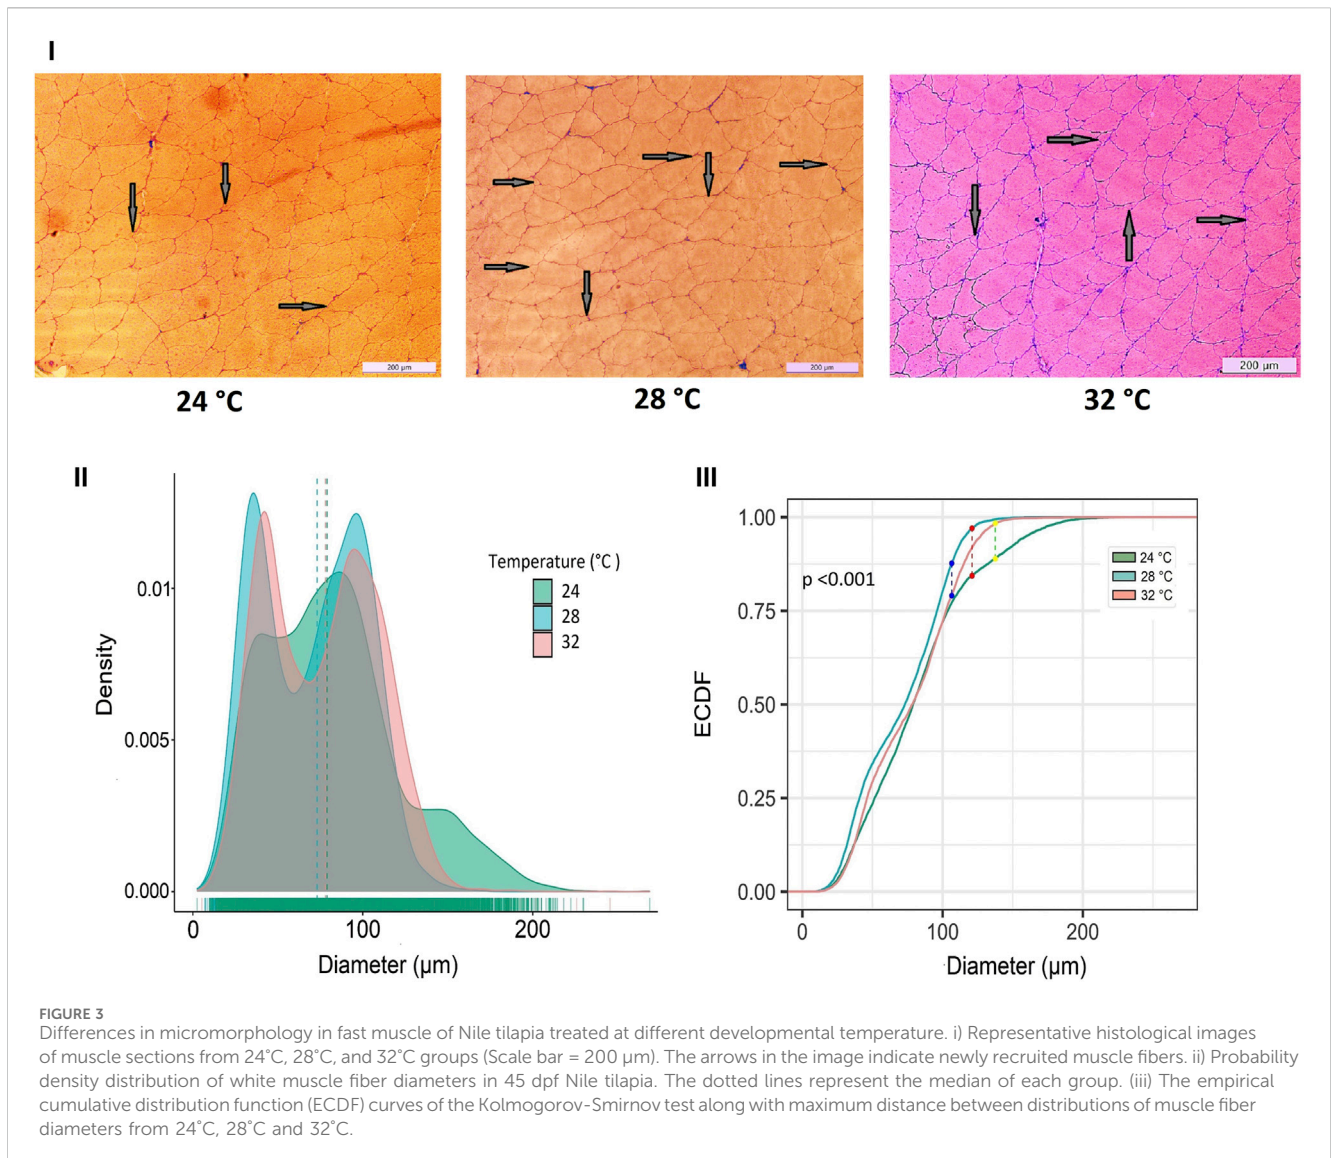 I
200 μm
200 μm
200 μm
24 °C
28 °C
32 °C
II
III
Temperature (°C )
24
28
32
0.010
0.005
0.000
Density
0
100
200
Diameter (μm)
1.00
0.75
0.50
0.25
0.00
ECDF
p <0.001
24 °C
28 °C
32 °C
0
100
200
Diameter (μm)
FIGURE 3
Differences in micromorphology in fast muscle of Nile tilapia treated at different developmental temperature. i) Representative histological images
of muscle sections from 24˚C, 28˚C, and 32˚C groups (Scale bar = 200 μm). The arrows in the image indicate newly recruited muscle fibers. ii) Probability
density distribution of white muscle fiber diameters in 45 dpf Nile tilapia. The dotted lines represent the median of each group. (iii) The empirical
cumulative distribution function (ECDF) curves of the Kolmogorov-Smirnov test along with maximum distance between distributions of muscle fiber
diameters from 24˚C, 28˚C and 32˚C.